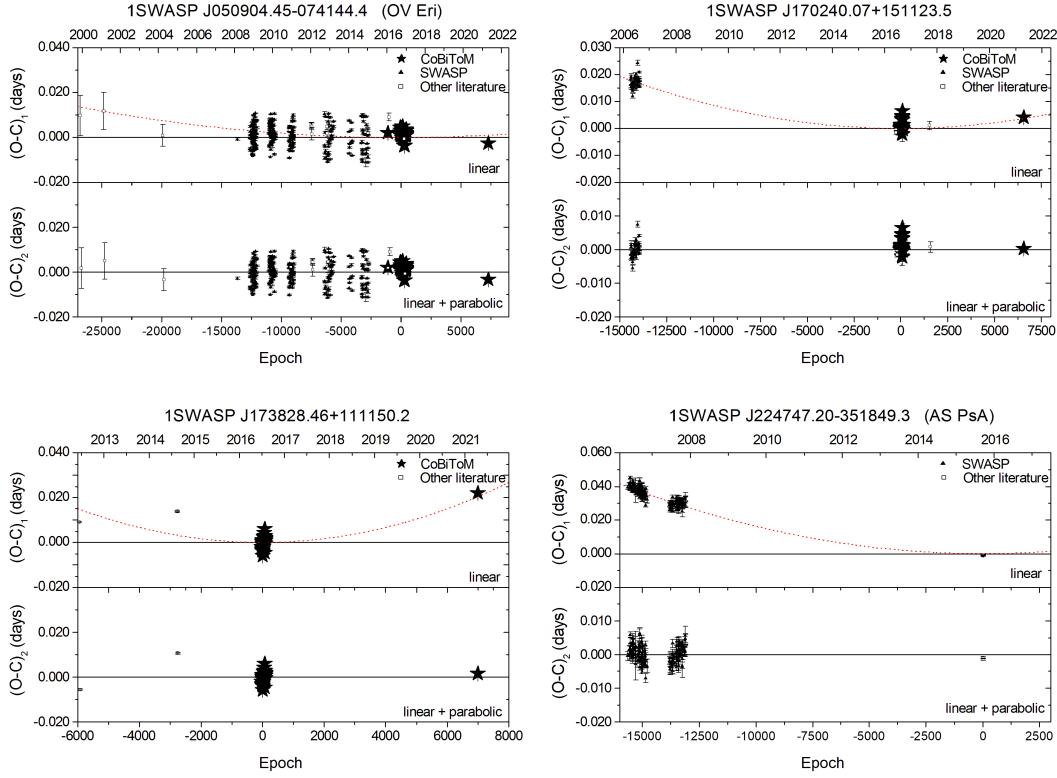 1SWASP J050904.45-074144.4 (OV Eri)
2000 2002 2004 2006 2008 2010 2012 2014 2016 2018 2020 2022
0.040
0.020
0.000
-0.020
(O-C)1 (days)
CoBiToM
SWASP
Other literature
linear
0.020
0.000
-0.020
(O-C)2 (days)
linear + parabolic
-25000 -20000 -15000 -10000 -5000 0 5000
Epoch
1SWASP J170240.07+151123.5
2006 2008 2010 2012 2014 2016 2018 2020 2022
0.030
0.020
0.010
0.000
-0.010
-0.020
(O-C)1 (days)
CoBiToM
SWASP
Other literature
linear
0.010
0.000
-0.010
-0.020
(O-C)2 (days)
linear + parabolic
-15000 -12500 -10000 -7500 -5000 -2500 0 2500 5000 7500
Epoch
1SWASP J173828.46+111150.2
2013 2014 2015 2016 2017 2018 2019 2020 2021
0.040
0.020
0.000
-0.020
(O-C)1 (days)
CoBiToM
Other literature
linear
0.020
0.000
-0.020
(O-C)2 (days)
linear + parabolic
-6000 -4000 -2000 0 2000 4000 6000 8000
Epoch
1SWASP J224747.20-351849.3 (AS PsA)
2008 2010 2012 2014 2016
0.060
0.040
0.020
0.000
-0.020
(O-C)1 (days)
SWASP
Other literature
linear
0.010
0.000
-0.010
-0.020
(O-C)2 (days)
linear + parabolic
-15000 -12500 -10000 -7500 -5000 -2500 0 2500
Epoch